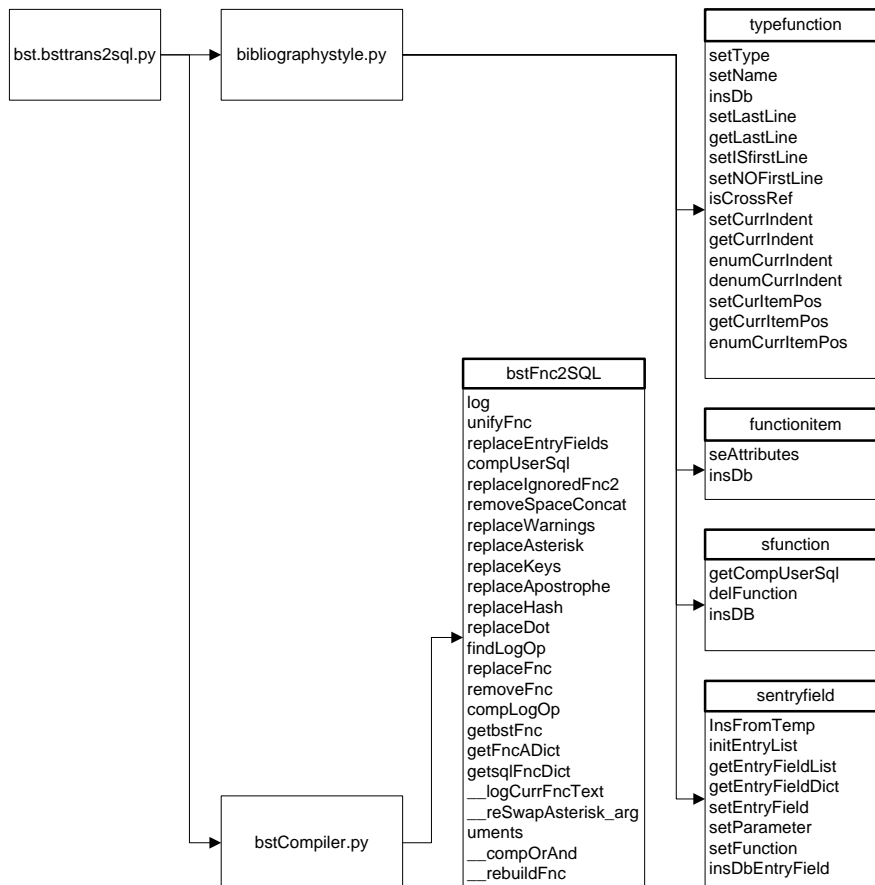 bst.bsttrans2sql.py
bibliographystyle.py
typefunction
setType
setName
insDb
setLastLine
getLastLine
setISfirstLine
setNOFirstLine
isCrossRef
setCurrIndent
getCurrIndent
enumCurrIndent
denumCurrIndent
setCurItemPos
getCurrItemPos
enumCurrItemPos
bstFnc2SQL
log
unifyFnc
replaceEntryFields
compUserSql
replaceIgnoredFnc2
removeSpaceConcat
replaceWarnings
replaceAsterisk
replaceKeys
replaceApostrophe
replaceHash
replaceDot
findLogOp
replaceFnc
removeFnc
compLogOp
getbstFnc
getFncADict
getsqlFncDict
__logCurrFncText
__reSwapAsterisk_arg
uments
__compOrAnd
__rebuildFnc
functionitem
seAttributes
insDb
sfunction
getCompUserSql
delFunction
insDB
sentryfield
InsFromTemp
initEntryList
getEntryFieldList
getEntryFieldDict
setEntryField
setParameter
setFunction
insDbEntryField
bstCompiler.py